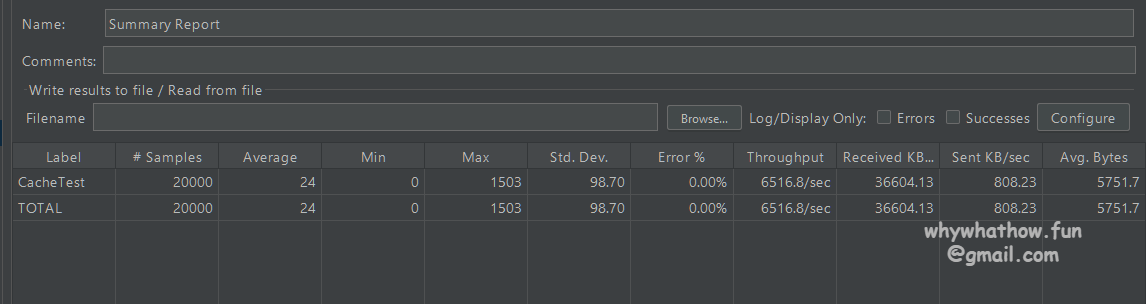 Name: Summary Report
Comments:
Write results to file / Read from file
Filename Browse... Log/Display Only: Errors Successes Configure
Label # Samples Average Min Max Std. Dev. Error % Throughput Received KB... Sent KB/sec Avg. Bytes
CacheTest 20000 24 0 1503 98.70 0.00% 6516.8/sec 36604.13 808.23 5751.7
TOTAL 20000 24 0 1503 98.70 0.00% 6516.8/sec 36604.13 808.23 5751.7
whywhathow.fun
@gmail.com